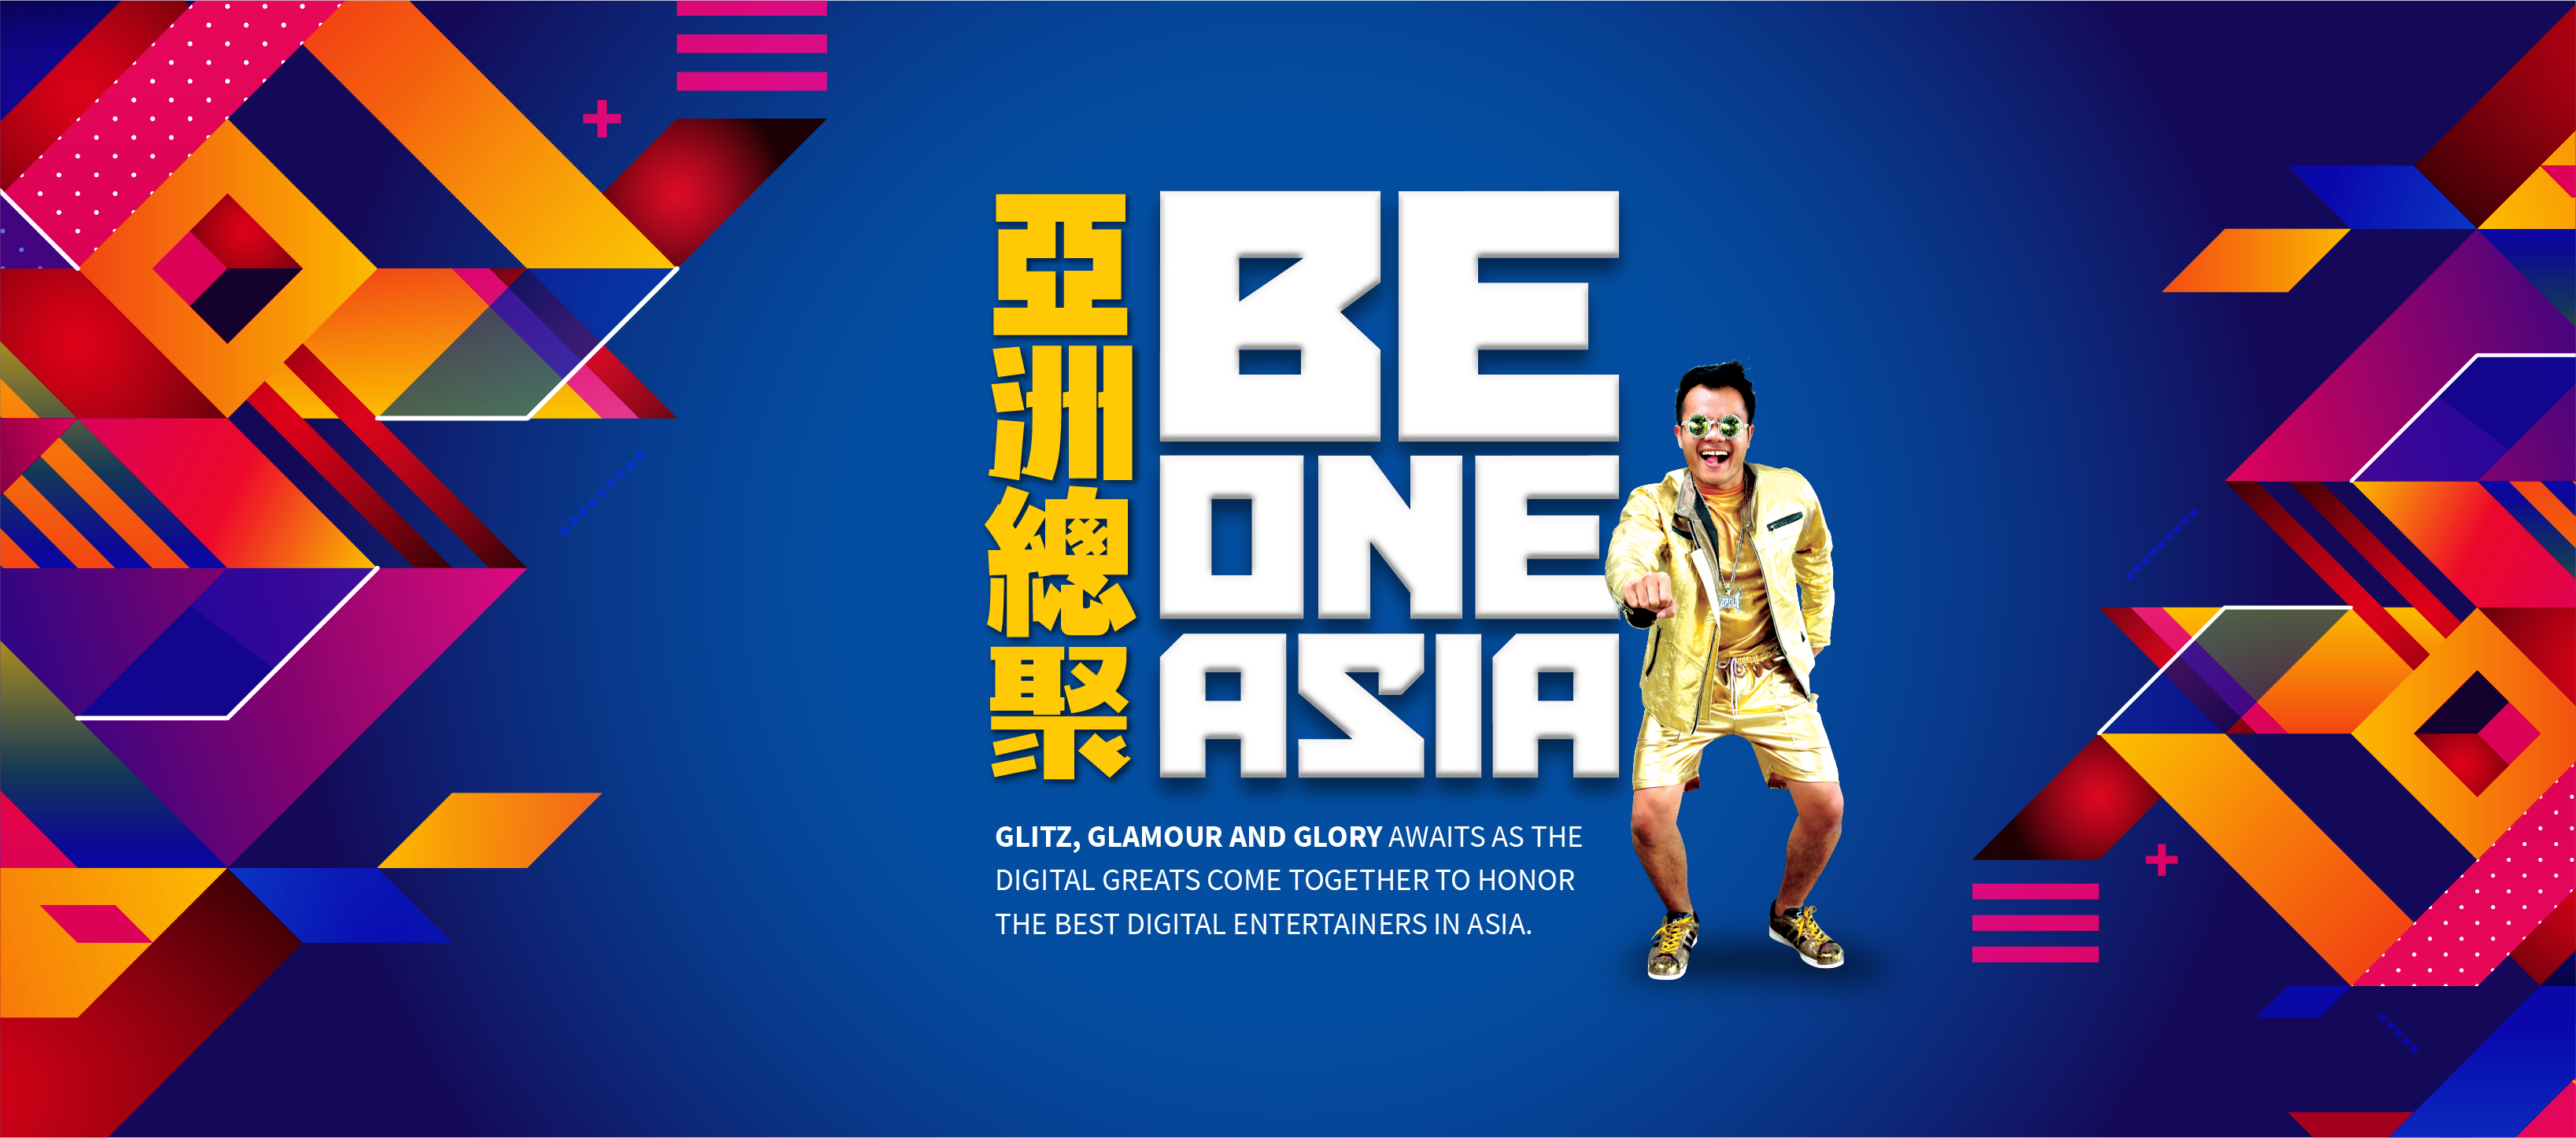 亞洲總聚
BE
ONE
ASIA
GLITZ, GLAMOUR AND GLORY AWAITS AS THE
DIGITAL GREATS COME TOGETHER TO HONOR
THE BEST DIGITAL ENTERTAINERS IN ASIA.